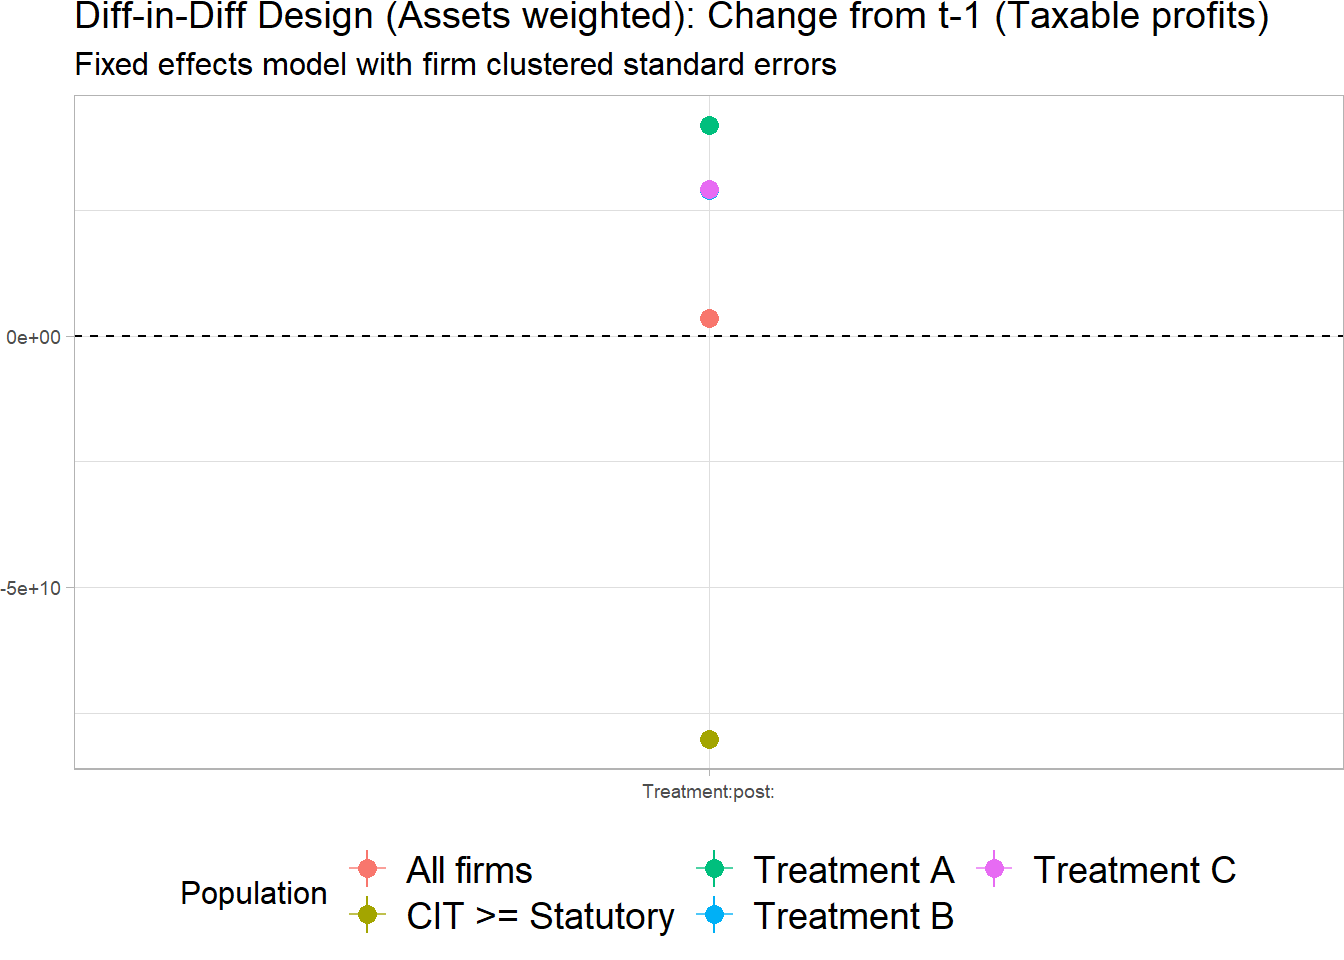 Diff-in-Diff Design (Assets weighted): Change from t-1 (Taxable profits)
Fixed effects model with firm clustered standard errors
0e+00
-5e+10
Treatment:post:
Population
All firms
CIT >= Statutory
Treatment A
Treatment B
Treatment C